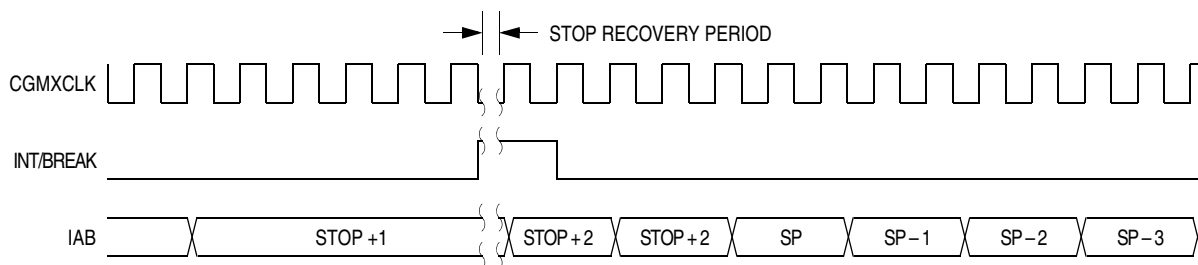 STOP RECOVERY PERIOD
CGMXCLK
INT/BREAK
IAB STOP +1 STOP + 2 STOP + 2 SP SP – 1 SP – 2 SP – 3